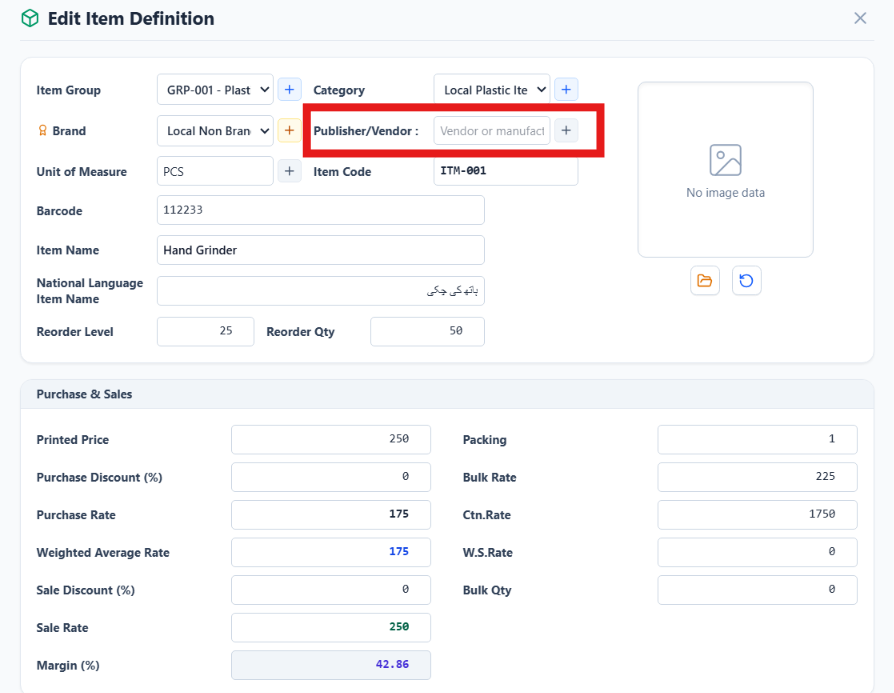 Edit Item Definition
Item Group GRP-001 - Plast Category Local Plastic Ite
Brand Local Non Bran Publisher/Vendor : Vendor or manufact
Unit of Measure PCS Item Code ITM-001
Barcode 112233
Item Name Hand Grinder
National Language
Item Name ہاتھ کی چکی
Reorder Level 25 Reorder Qty 50
No image data
Purchase & Sales
Printed Price 250 Packing 1
Purchase Discount (%) 0 Bulk Rate 225
Purchase Rate 175 Ctn.Rate 1750
Weighted Average Rate 175 W.S.Rate 0
Sale Discount (%) 0 Bulk Qty 0
Sale Rate 250
Margin (%) 42.86